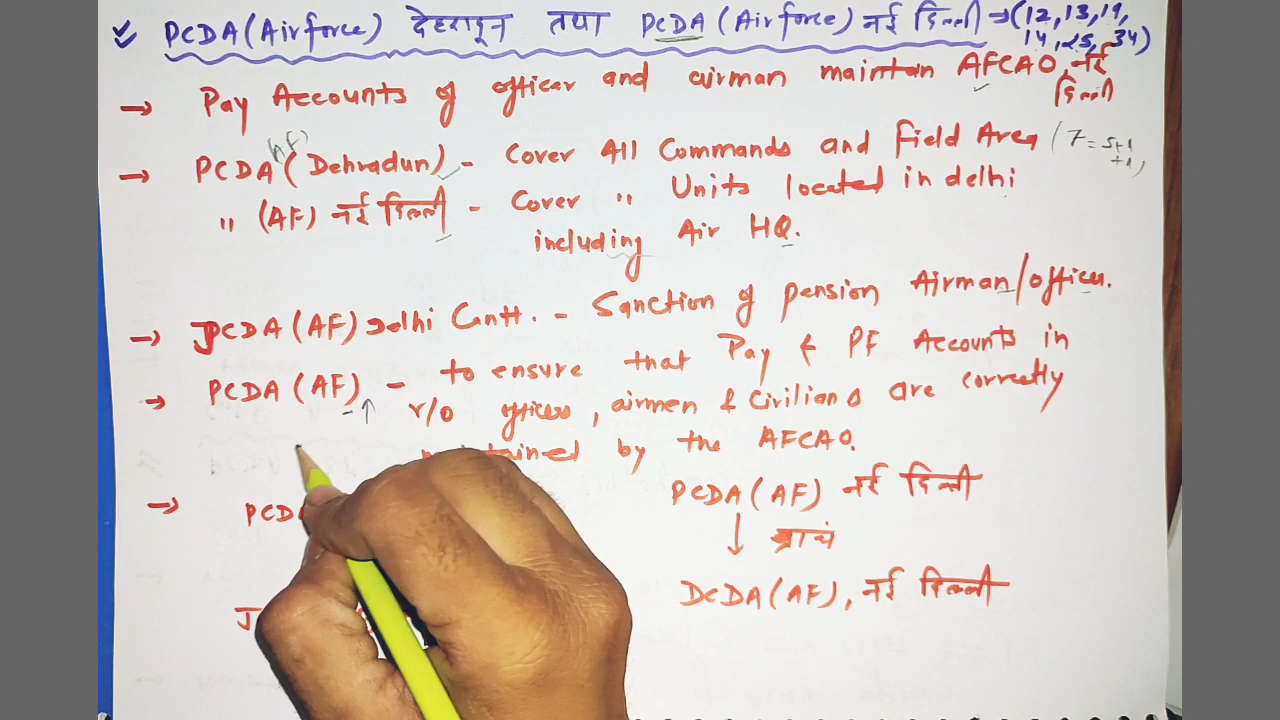 PCDA (Airforce) देहरादून तथा PCDA (Airforce) नई दिल्ली →(12,13,19,
14, 25, 34)
→ Pay Accounts of officer and airman maintain AFCAO, नई
दिल्ली
→ PCDA (AF) (Dehradun) - Cover All Commands and Field Area (7 = 5+1
+1)
" (AF) नई दिल्ली - Cover " Units located in delhi
including Air HQ.
→ JCDA (AF) Delhi Cantt. - Sanction of pension Airman/officer.
→ PCDA (AF) - to ensure that Pay & PF Accounts in
r/o officers, airmen & Civilians are correctly
maintained by the AFCAO.
→ PCDA
PCDA (AF) नई दिल्ली
↓ ब्रांच
J
DCDA (AF), नई दिल्ली